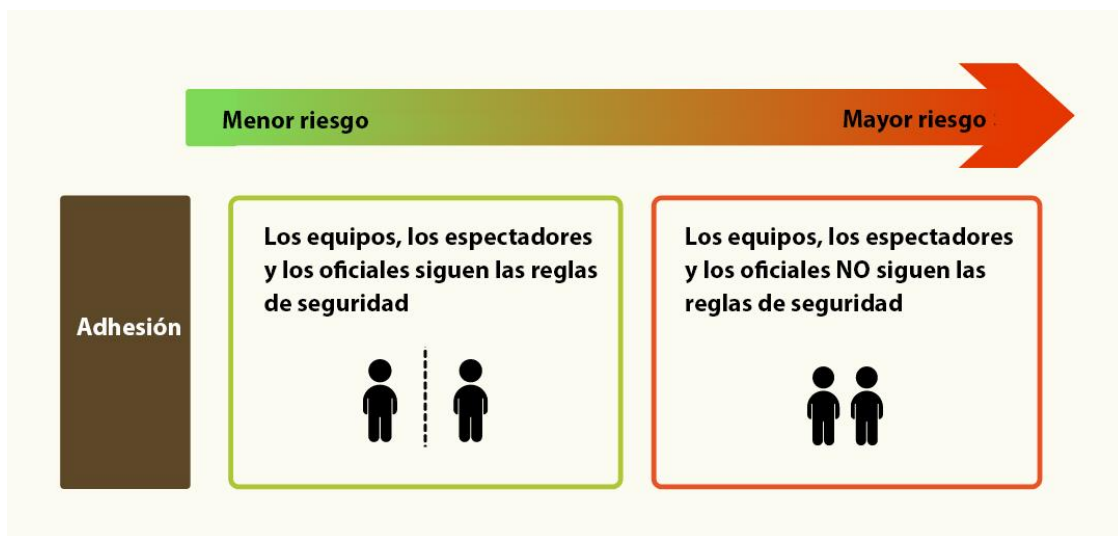 Menor riesgo
Mayor riesgo
Adhesión
Los equipos, los espectadores
y los oficiales siguen las reglas
de seguridad
Los equipos, los espectadores
y los oficiales NO siguen las
reglas de seguridad